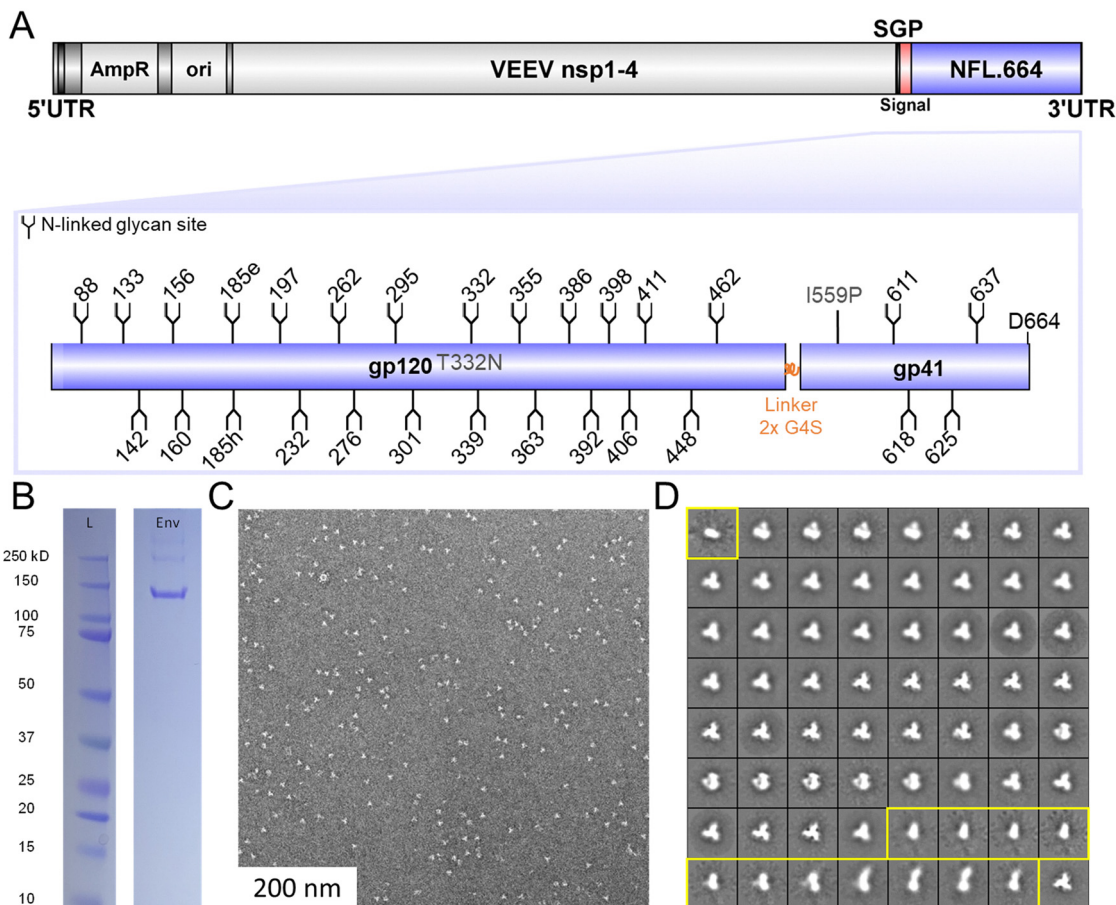 A
SGP
AmpR
ori
VEEV nsp1-4
NFL.664
5'UTR
Signal
3'UTR
N-linked glycan site
88
133
156
185e
197
262
295
332
355
386
398
411
462
I559P
611
637
D664
gp120
T332N
gp41
142
160
185h
232
276
301
339
363
392
406
448
Linker
2x G4S
618
625
B
C
D
L
Env
250 kD
150
100
75
50
37
25
20
15
10
200 nm